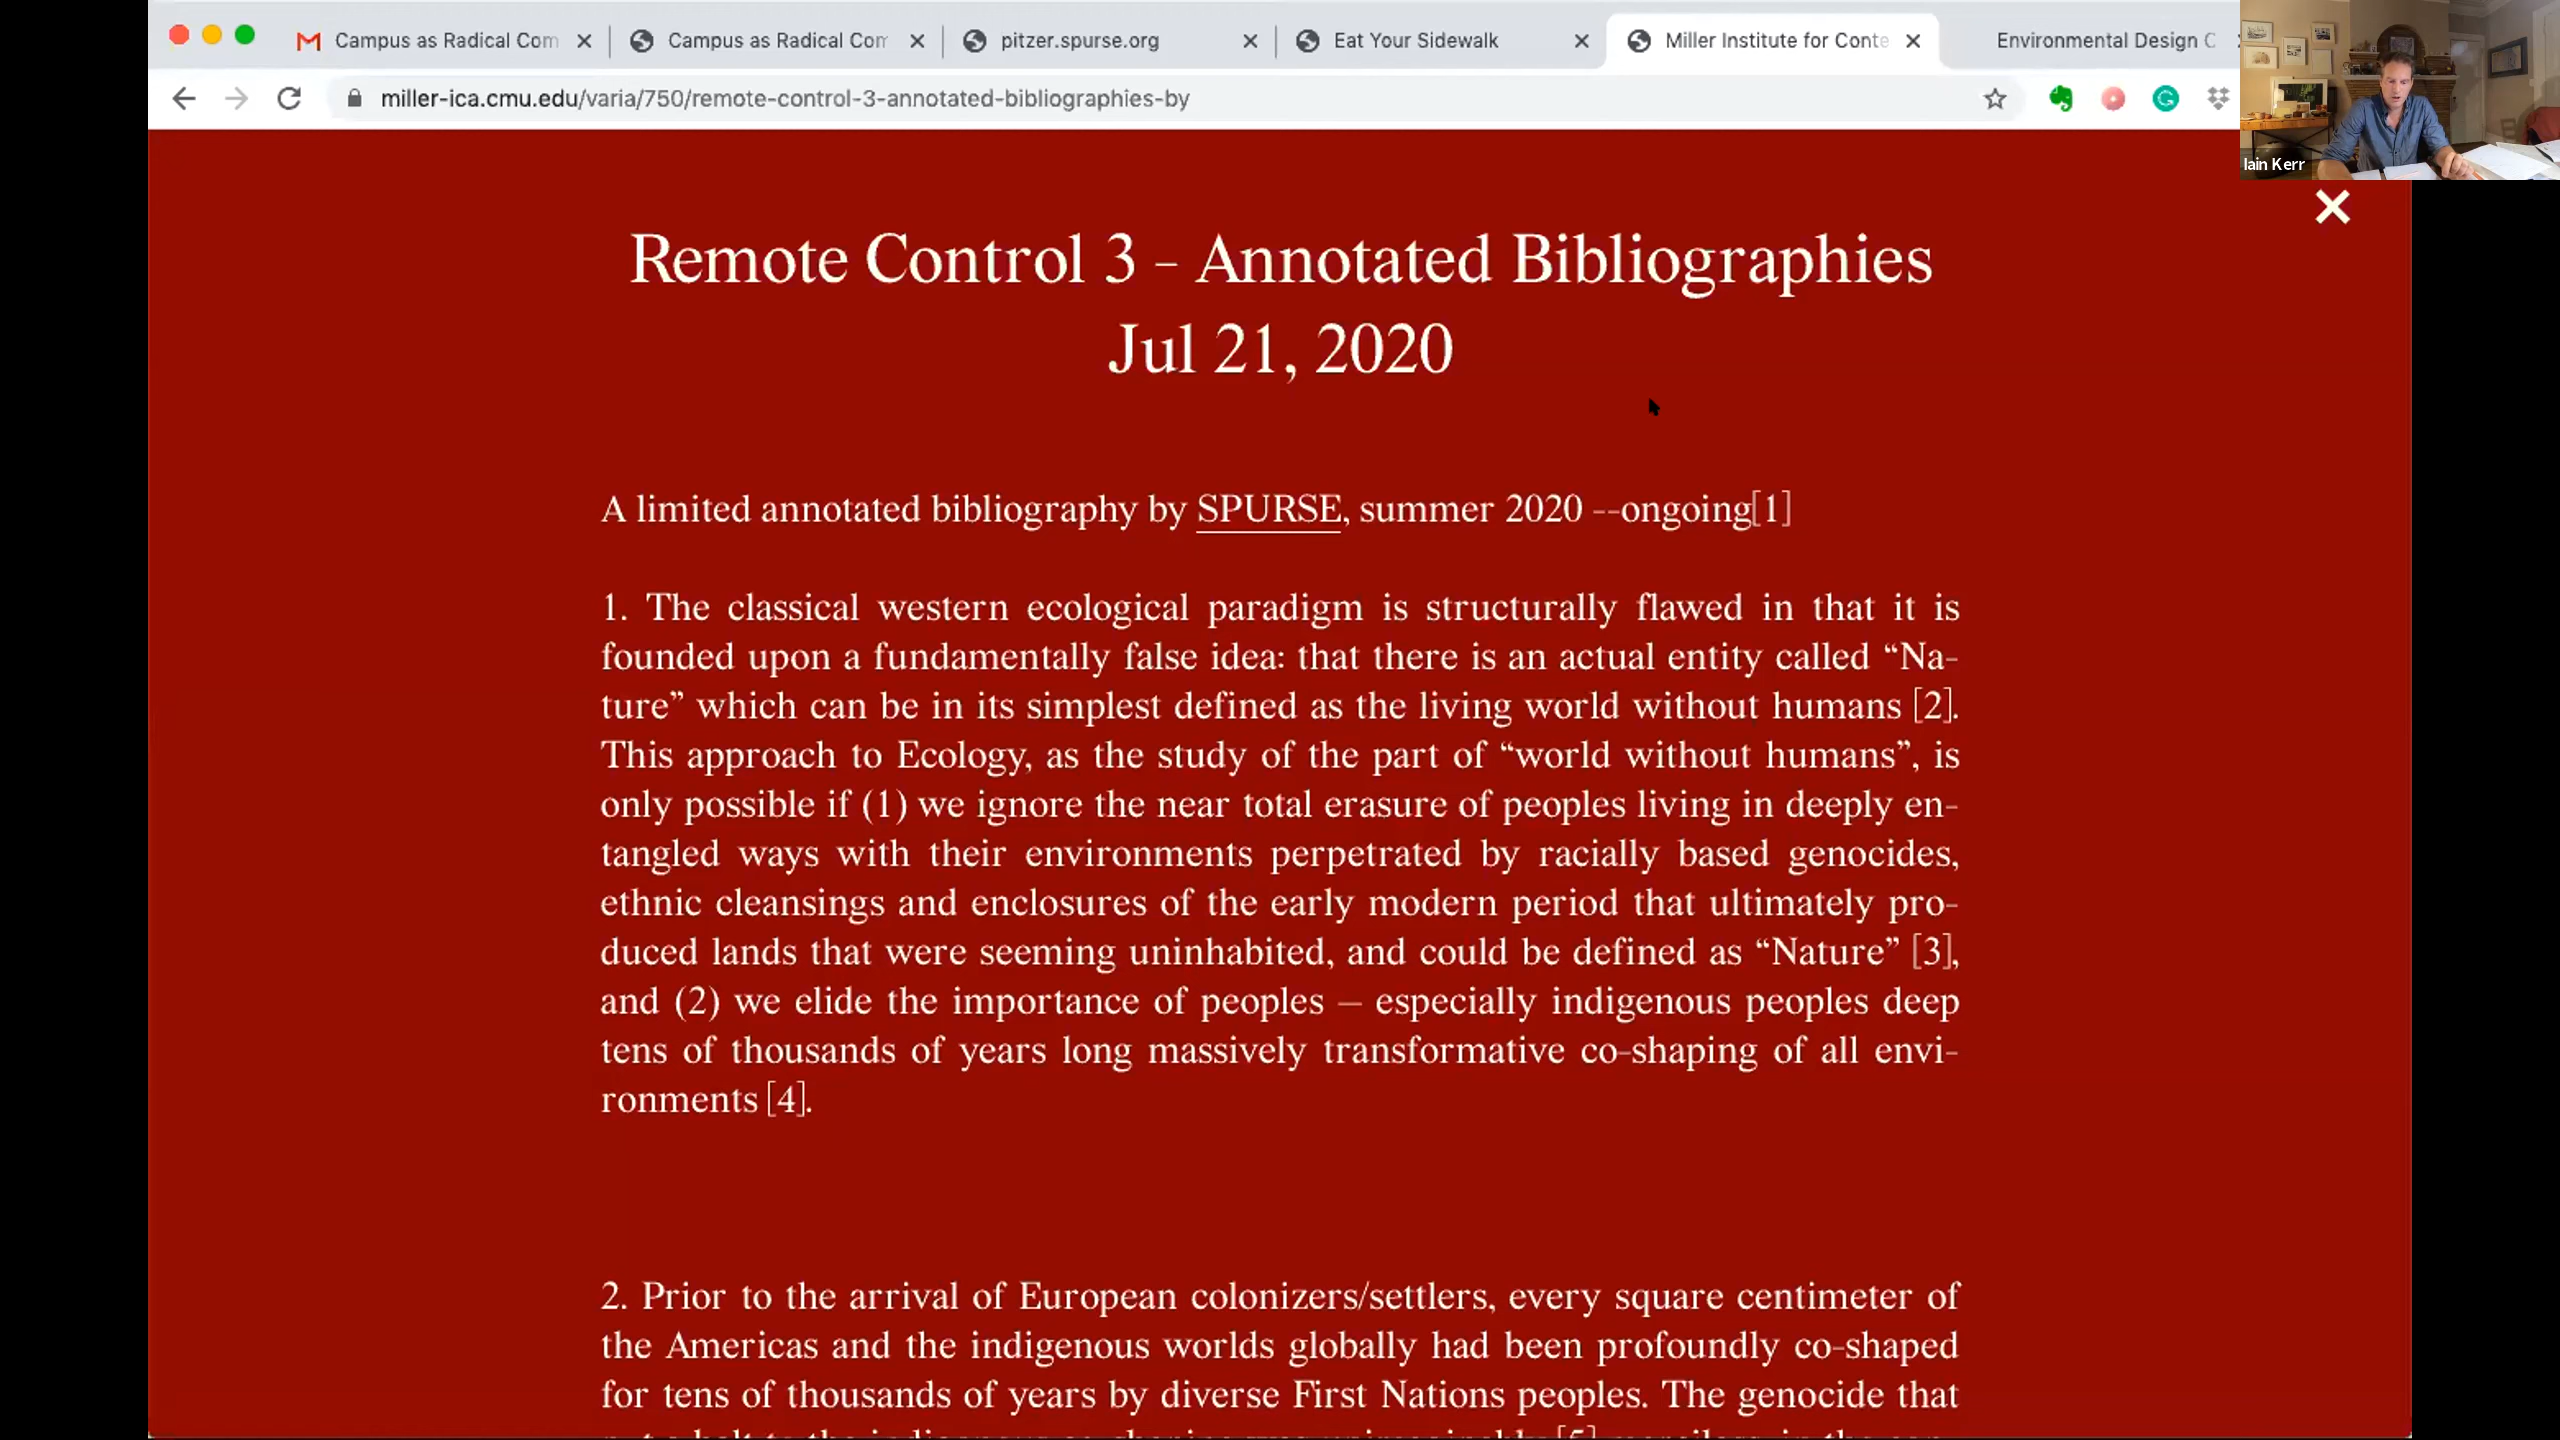 Campus as Radical Com
Campus as Radical Com
pitzer.spurse.org
Eat Your Sidewalk
Miller Institute for Conte
Environmental Design C
miller-ica.cmu.edu/varia/750/remote-control-3-annotated-bibliographies-by
Iain Kerr
Remote Control 3 – Annotated Bibliographies
Jul 21, 2020
A limited annotated bibliography by SPURSE, summer 2020 --ongoing[1]
1. The classical western ecological paradigm is structurally flawed in that it is
founded upon a fundamentally false idea: that there is an actual entity called “Na-
ture” which can be in its simplest defined as the living world without humans [2].
This approach to Ecology, as the study of the part of “world without humans”, is
only possible if (1) we ignore the near total erasure of peoples living in deeply en-
tangled ways with their environments perpetrated by racially based genocides,
ethnic cleansings and enclosures of the early modern period that ultimately pro-
duced lands that were seeming uninhabited, and could be defined as “Nature” [3],
and (2) we elide the importance of peoples – especially indigenous peoples deep
tens of thousands of years long massively transformative co-shaping of all envi-
ronments [4].
2. Prior to the arrival of European colonizers/settlers, every square centimeter of
the Americas and the indigenous worlds globally had been profoundly co-shaped
for tens of thousands of years by diverse First Nations peoples. The genocide that